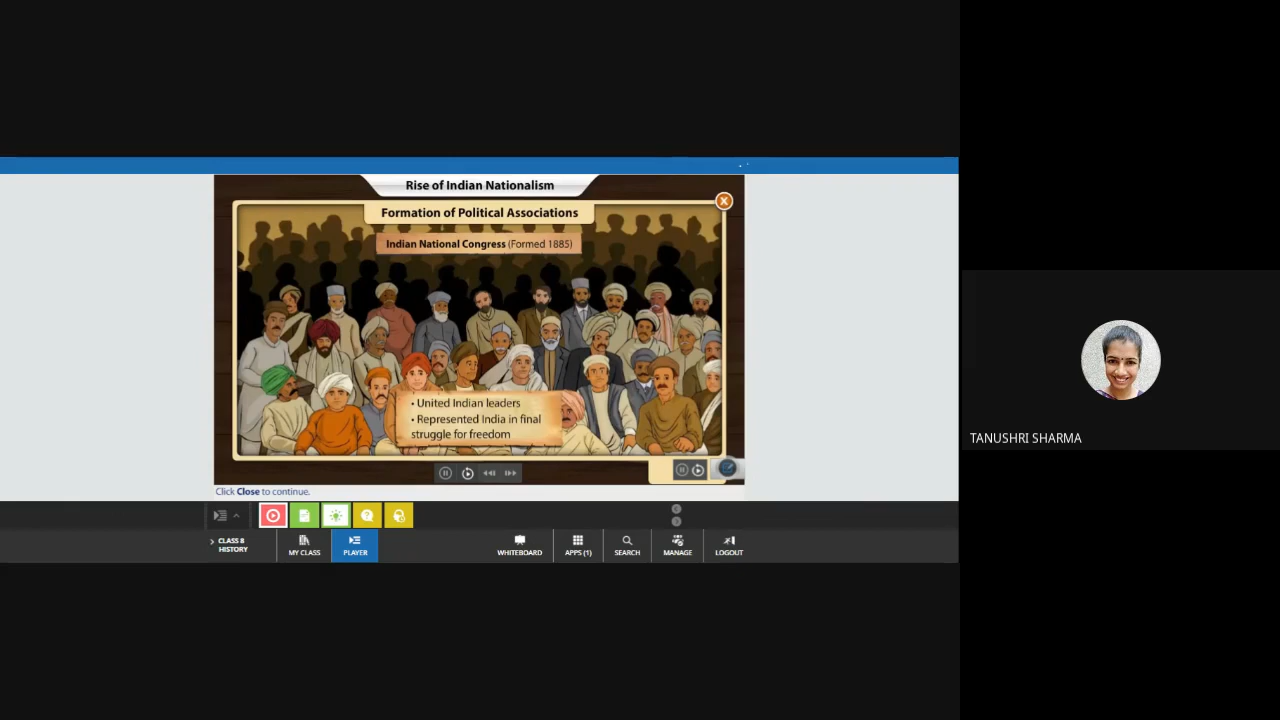 Rise of Indian Nationalism
X
Formation of Political Associations
Indian National Congress (Formed 1885)
• United Indian leaders
• Represented India in final
struggle for freedom
TANUSHRI SHARMA
Click Close to continue.
CLASS 8
HISTORY
MY CLASS
PLAYER
WHITEBOARD
APPS (1)
SEARCH
MANAGE
LOGOUT